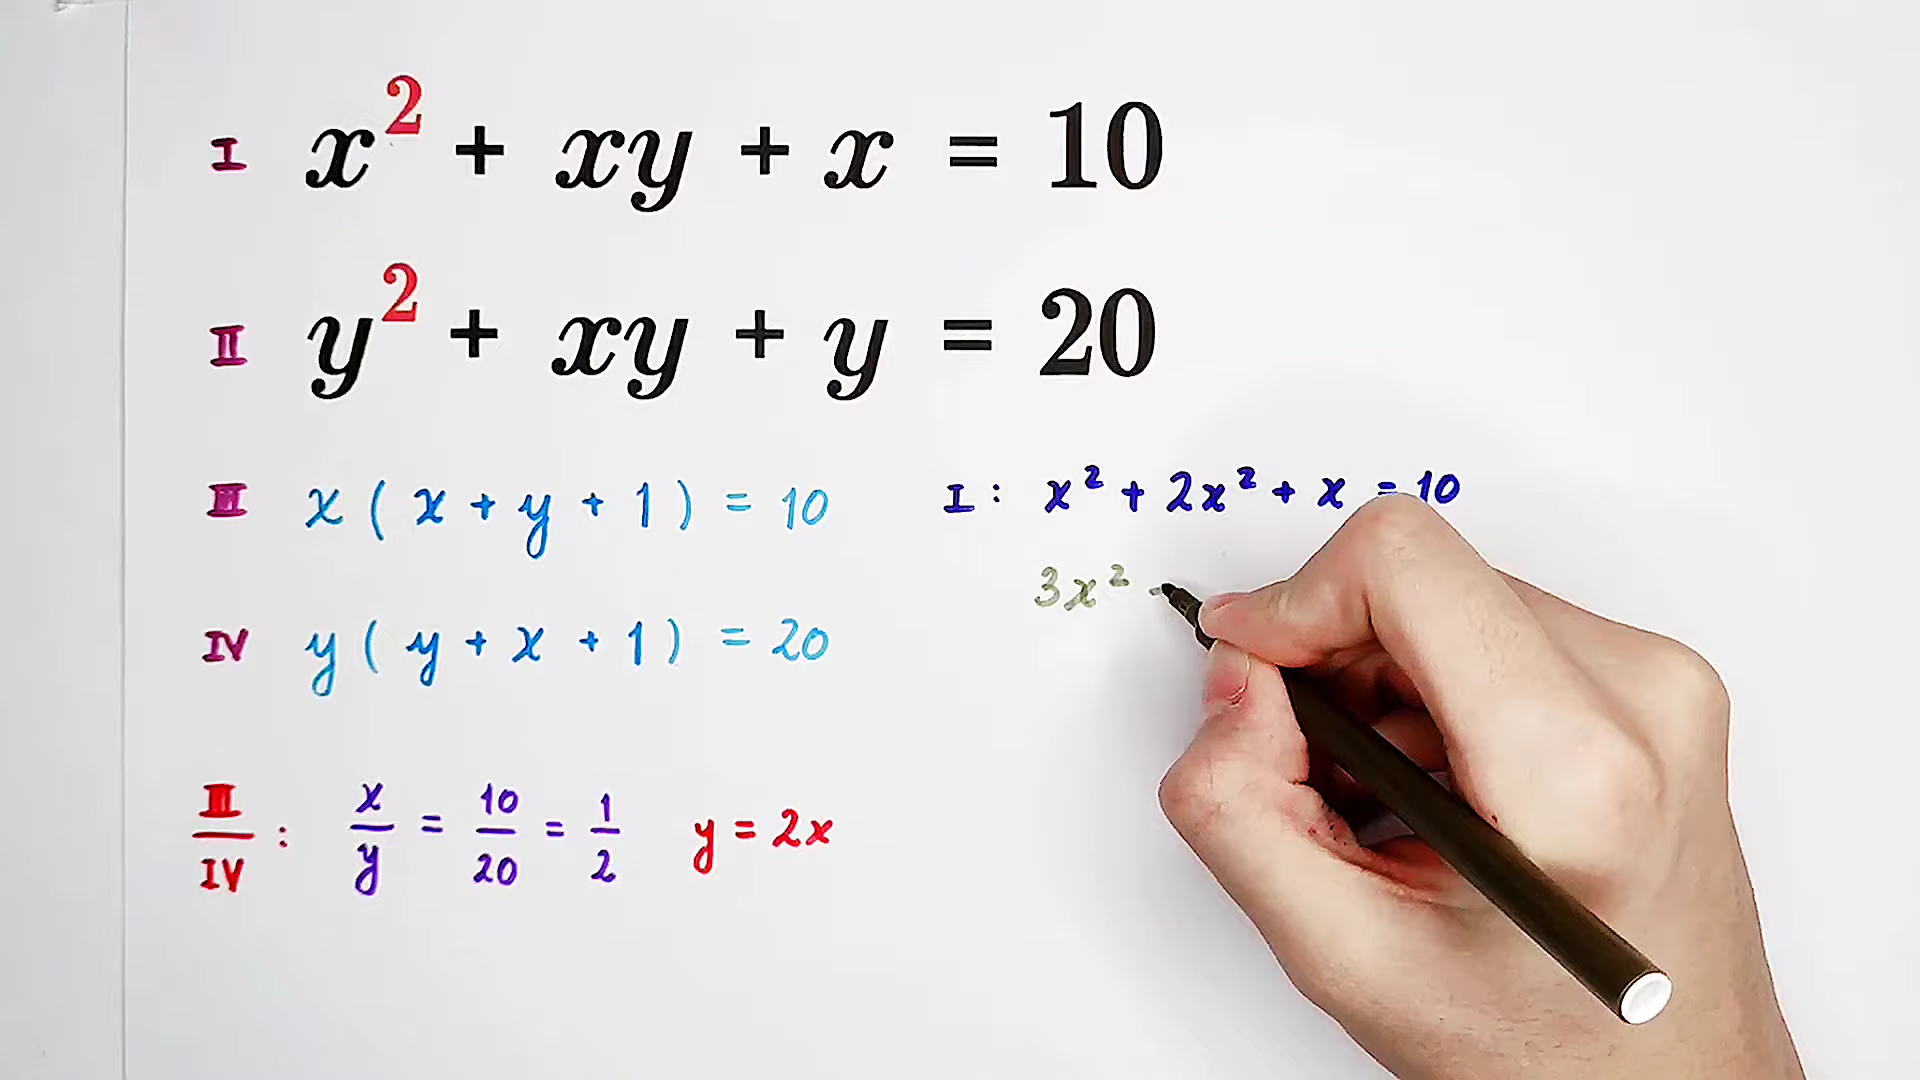 I x² + xy + x = 10
II y² + xy + y = 20
III x ( x + y + 1 ) = 10
IV y ( y + x + 1 ) = 20
III/IV : x/y = 10/20 = 1/2 y = 2x
I : x² + 2x² + x = 10
3x²